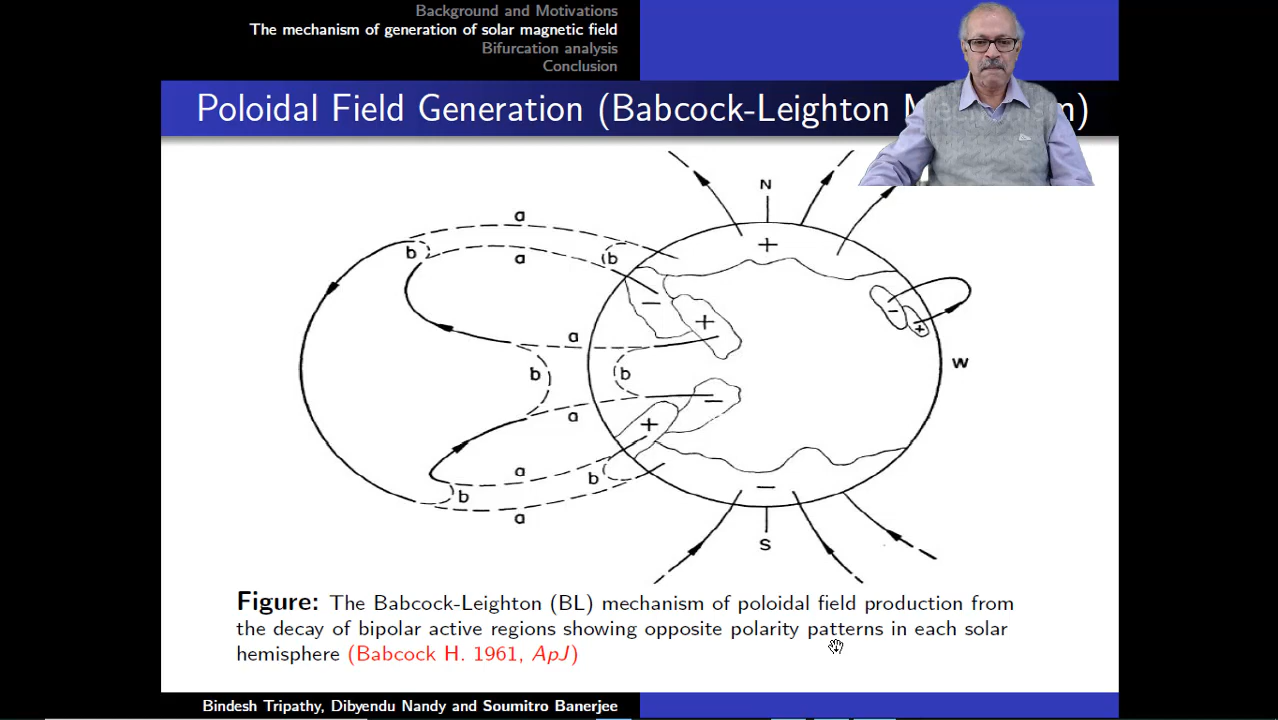 Background and Motivations
The mechanism of generation of solar magnetic field
Bifurcation analysis
Conclusion
Poloidal Field Generation (Babcock-Leighton M m)
N
a
b
b
a
+
−
+
−
+
a
W
b
b
−
a
+
a
b
b
−
a
S
Figure: The Babcock-Leighton (BL) mechanism of poloidal field production from
the decay of bipolar active regions showing opposite polarity patterns in each solar
hemisphere (Babcock H. 1961, ApJ)
Bindesh Tripathy, Dibyendu Nandy and Soumitro Banerjee